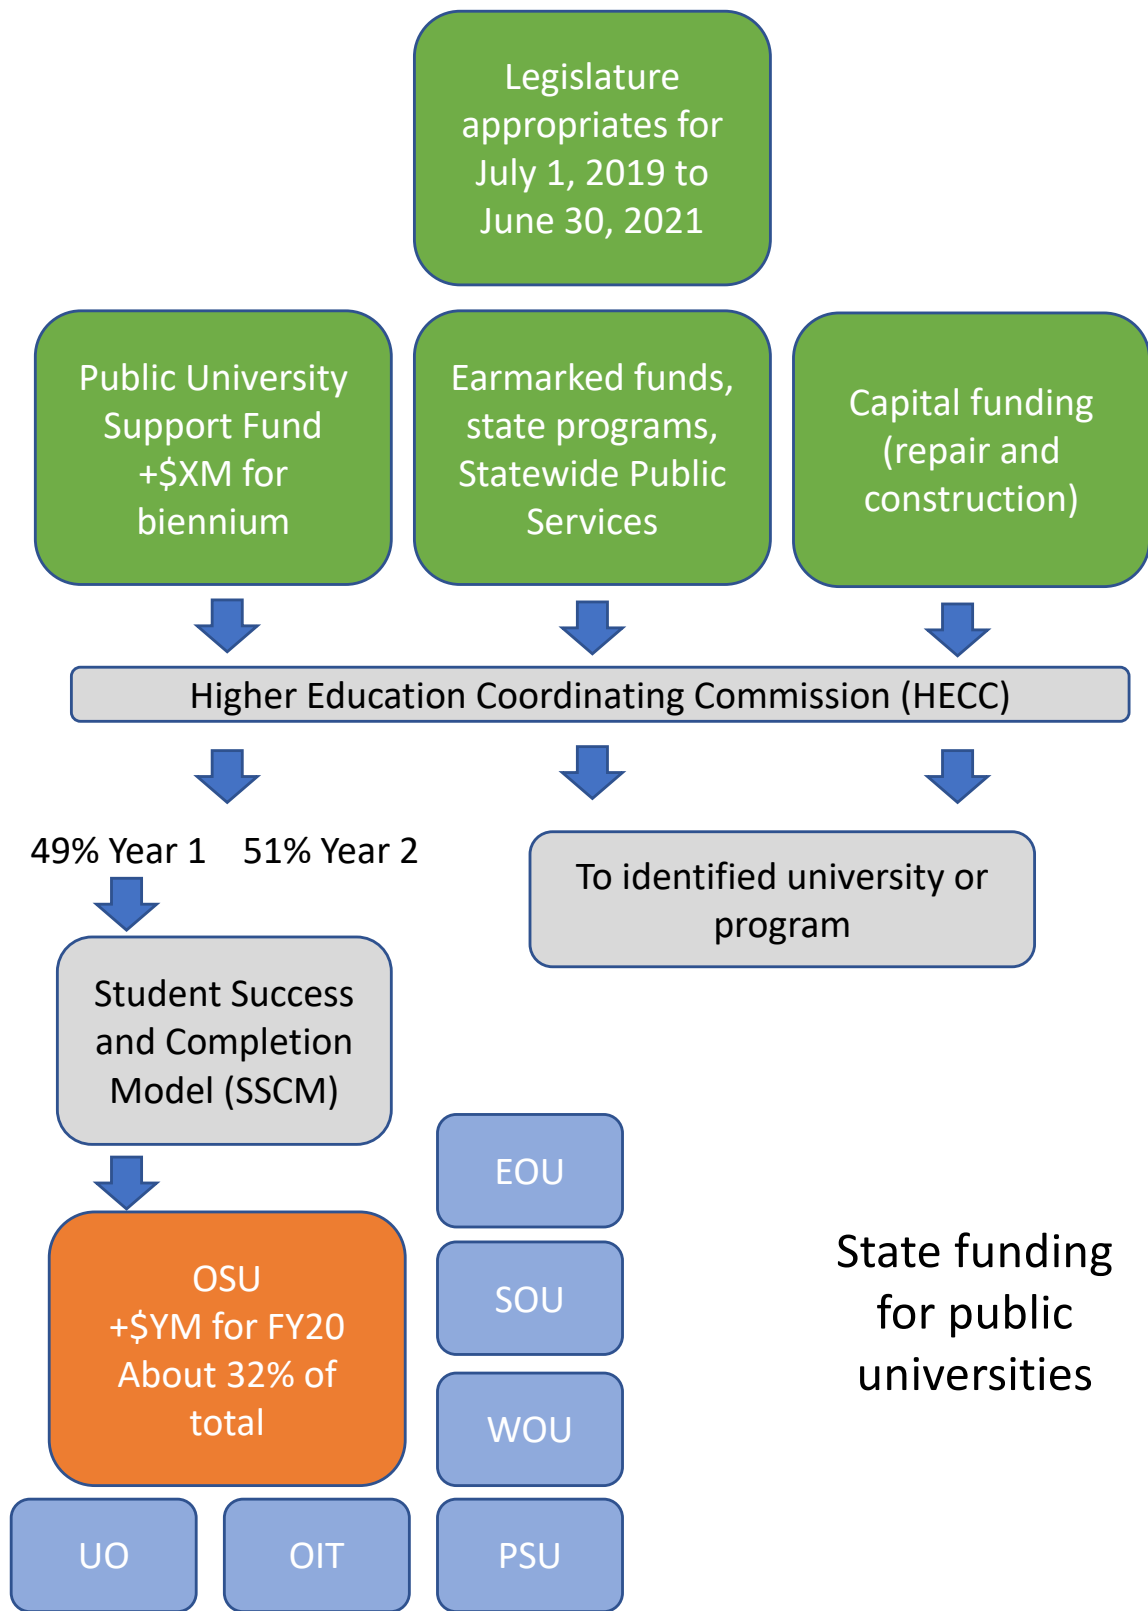 Legislature
appropriates for
July 1, 2019 to
June 30, 2021
Public University
Support Fund
+$XM for
biennium
Earmarked funds,
state programs,
Statewide Public
Services
Capital funding
(repair and
construction)
Higher Education Coordinating Commission (HECC)
49% Year 1
51% Year 2
To identified university or
program
Student Success
and Completion
Model (SSCM)
OSU
+$YM for FY20
About 32% of
total
EOU
SOU
WOU
UO
OIT
PSU
State funding
for public
universities